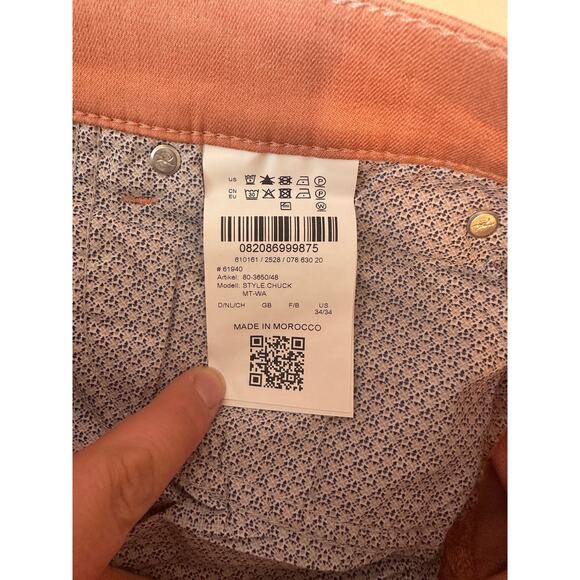 US
CN
EU
082086999875
610161 / 2528 / 078 630 20
# 61940
Artikel: 80-3650/48
Modell: STYLE.CHUCK
MT-WA
D/NL/CH GB F/B US
34/34
MADE IN MOROCCO